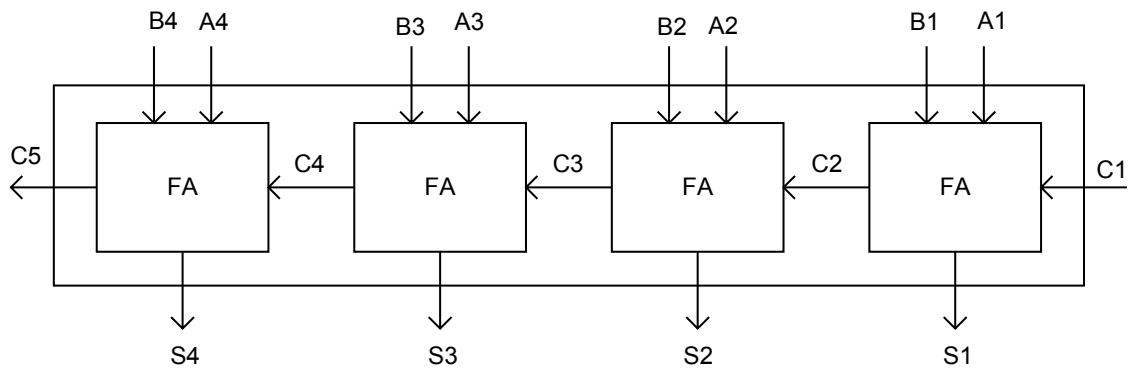 B4 A4 B3 A3 B2 A2 B1 A1
C5 C4 C3 C2 C1
FA FA FA FA
S4 S3 S2 S1